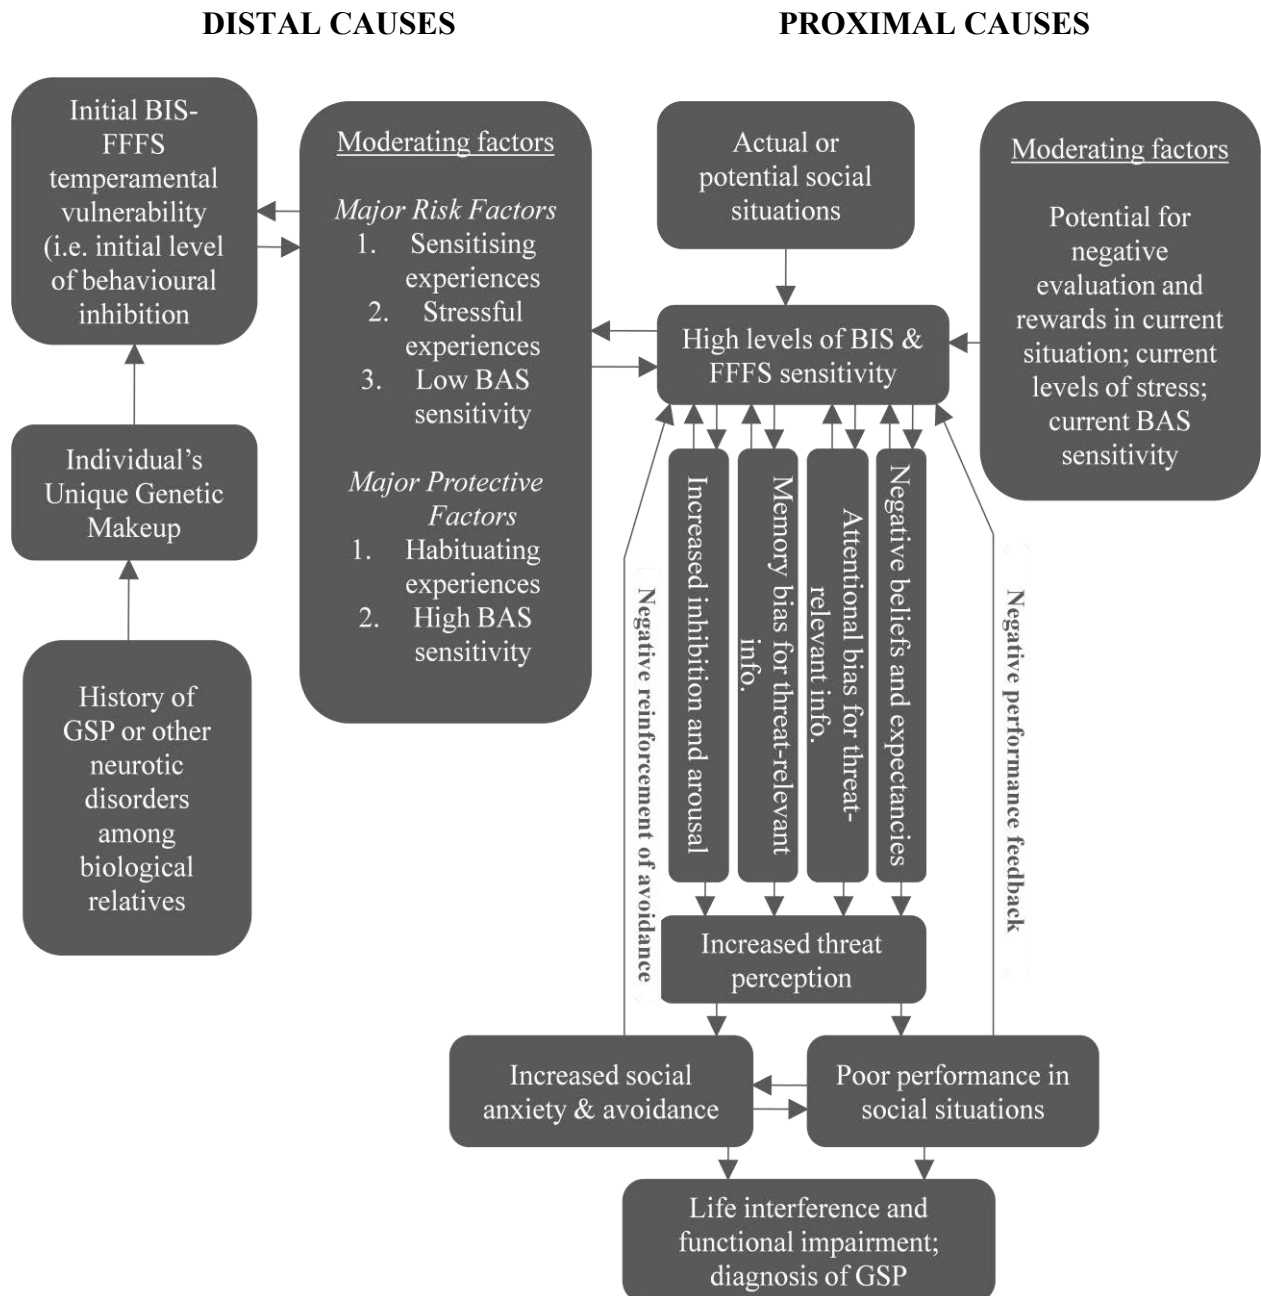 DISTAL CAUSES
PROXIMAL CAUSES
Initial BIS-
FFFS
temperamental
vulnerability
(i.e. initial level
of behavioural
inhibition
Individual’s
Unique Genetic
Makeup
History of
GSP or other
neurotic
disorders
among
biological
relatives
Moderating factors
Major Risk Factors
1. Sensitising
experiences
2. Stressful
experiences
3. Low BAS
sensitivity
Major Protective
Factors
1. Habituating
experiences
2. High BAS
sensitivity
Actual or
potential social
situations
Moderating factors
Potential for
negative
evaluation and
rewards in current
situation; current
levels of stress;
current BAS
sensitivity
High levels of BIS &
FFFS sensitivity
Negative reinforcement of avoidance
Increased inhibition and arousal
Memory bias for threat-relevant
info.
Attentional bias for threat-
relevant info.
Negative beliefs and expectancies
Negative performance feedback
Increased threat
perception
Increased social
anxiety & avoidance
Poor performance in
social situations
Life interference and
functional impairment;
diagnosis of GSP